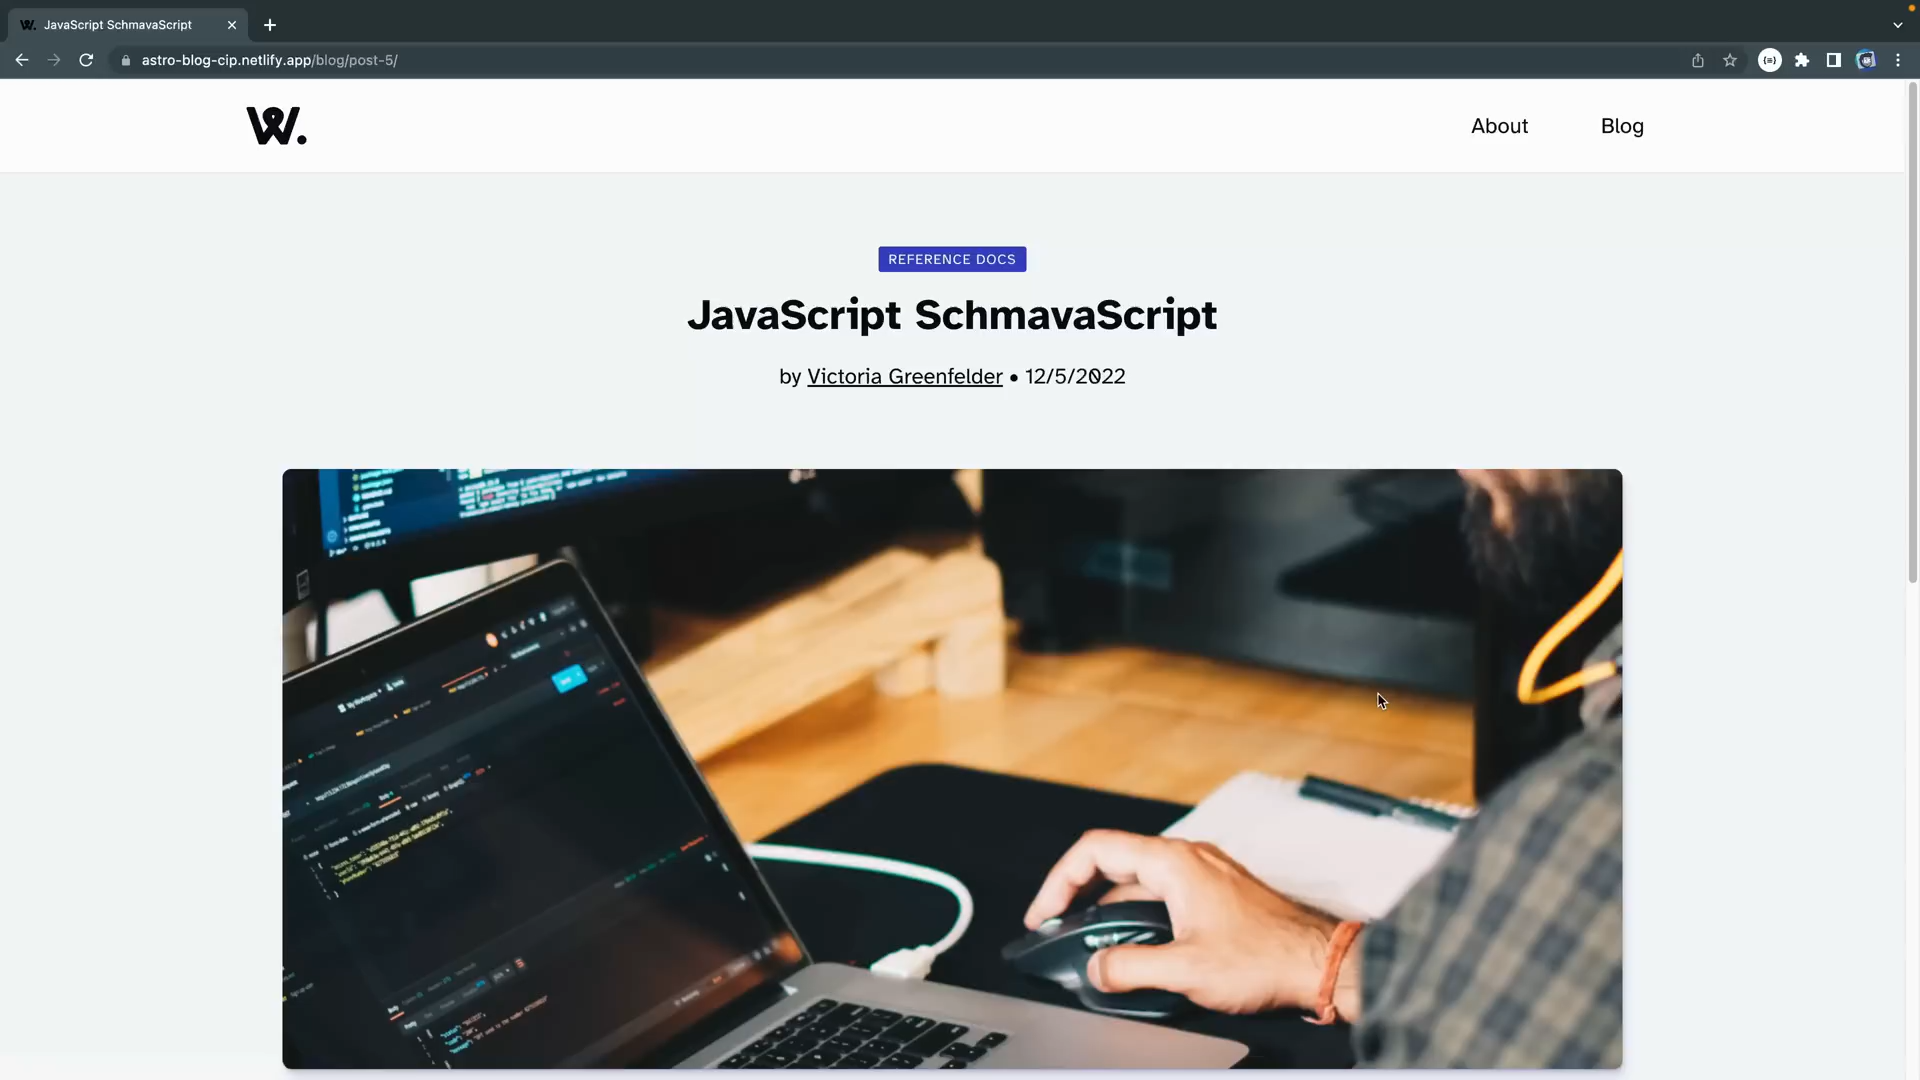 JavaScript SchmavaScript
astro-blog-cip.netlify.app/blog/post-5/
W.
About
Blog
REFERENCE DOCS
JavaScript SchmavaScript
by Victoria Greenfelder • 12/5/2022